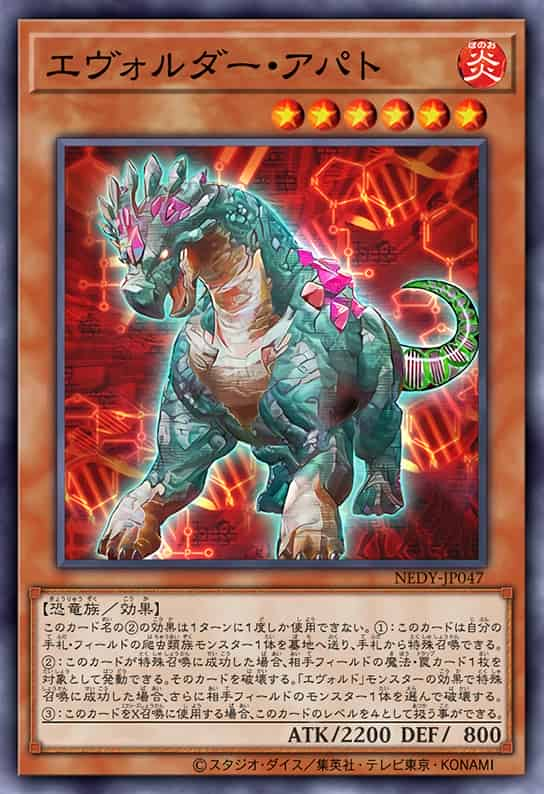 エヴォルダー・アパト
ほのお
炎
NEDY-JP047
【恐竜族／効果】
このカード名の②の効果は1ターンに1度しか使用できない。①：このカードは自分の
手札・フィールドの爬虫類族モンスター1体を墓地へ送り、手札から特殊召喚できる。
②：このカードが特殊召喚に成功した場合、相手フィールドの魔法・罠カード1枚を
対象として発動できる。そのカードを破壊する。「エヴォルド」モンスターの効果で特殊
召喚に成功した場合、さらに相手フィールドのモンスター1体を選んで破壊する。
③：このカードをX召喚に使用する場合、このカードのレベルを4として扱う事ができる。
ATK/2200 DEF/ 800
©スタジオ・ダイス／集英社・テレビ東京・KONAMI